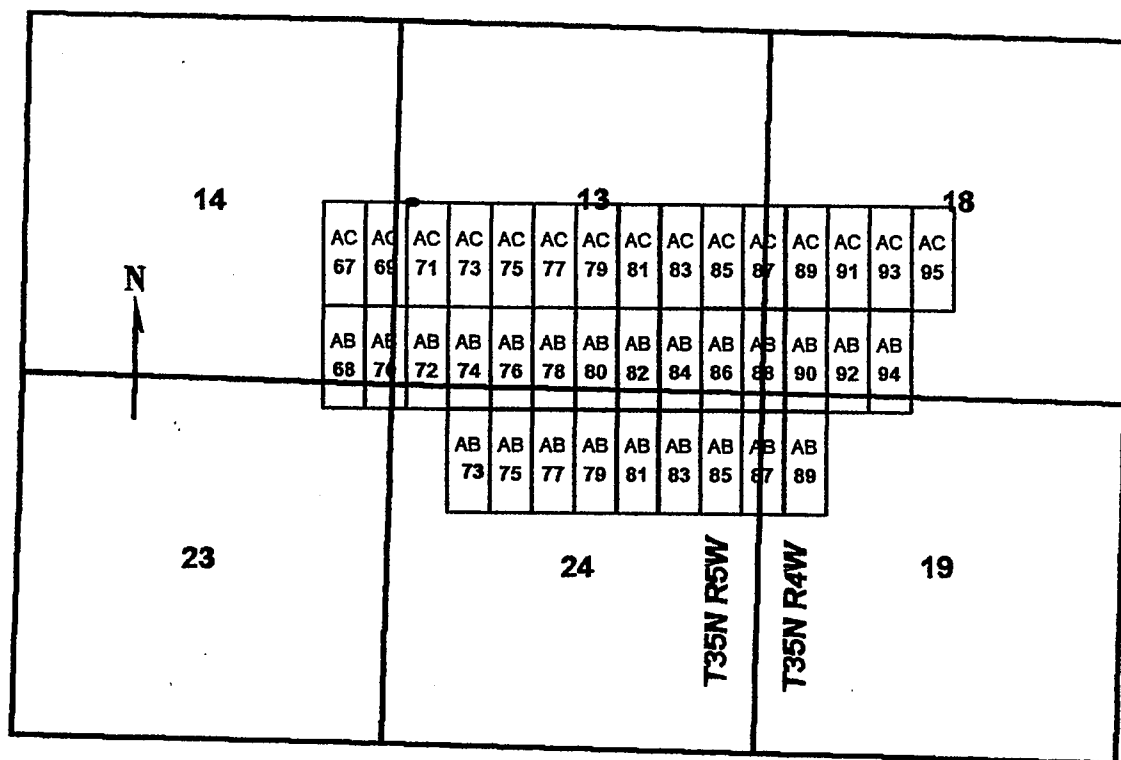 14
13
18
AC AC AC AC AC AC AC AC AC AC AC AC AC AC AC
67 69 71 73 75 77 79 81 83 85 87 89 91 93 95
N
AB AB AB AB AB AB AB AB AB AB AB AB AB AB
68 70 72 74 76 78 80 82 84 86 88 90 92 94
AB AB AB AB AB AB AB AB AB
73 75 77 79 81 83 85 87 89
23
24
19
T35N R5W
T35N R4W